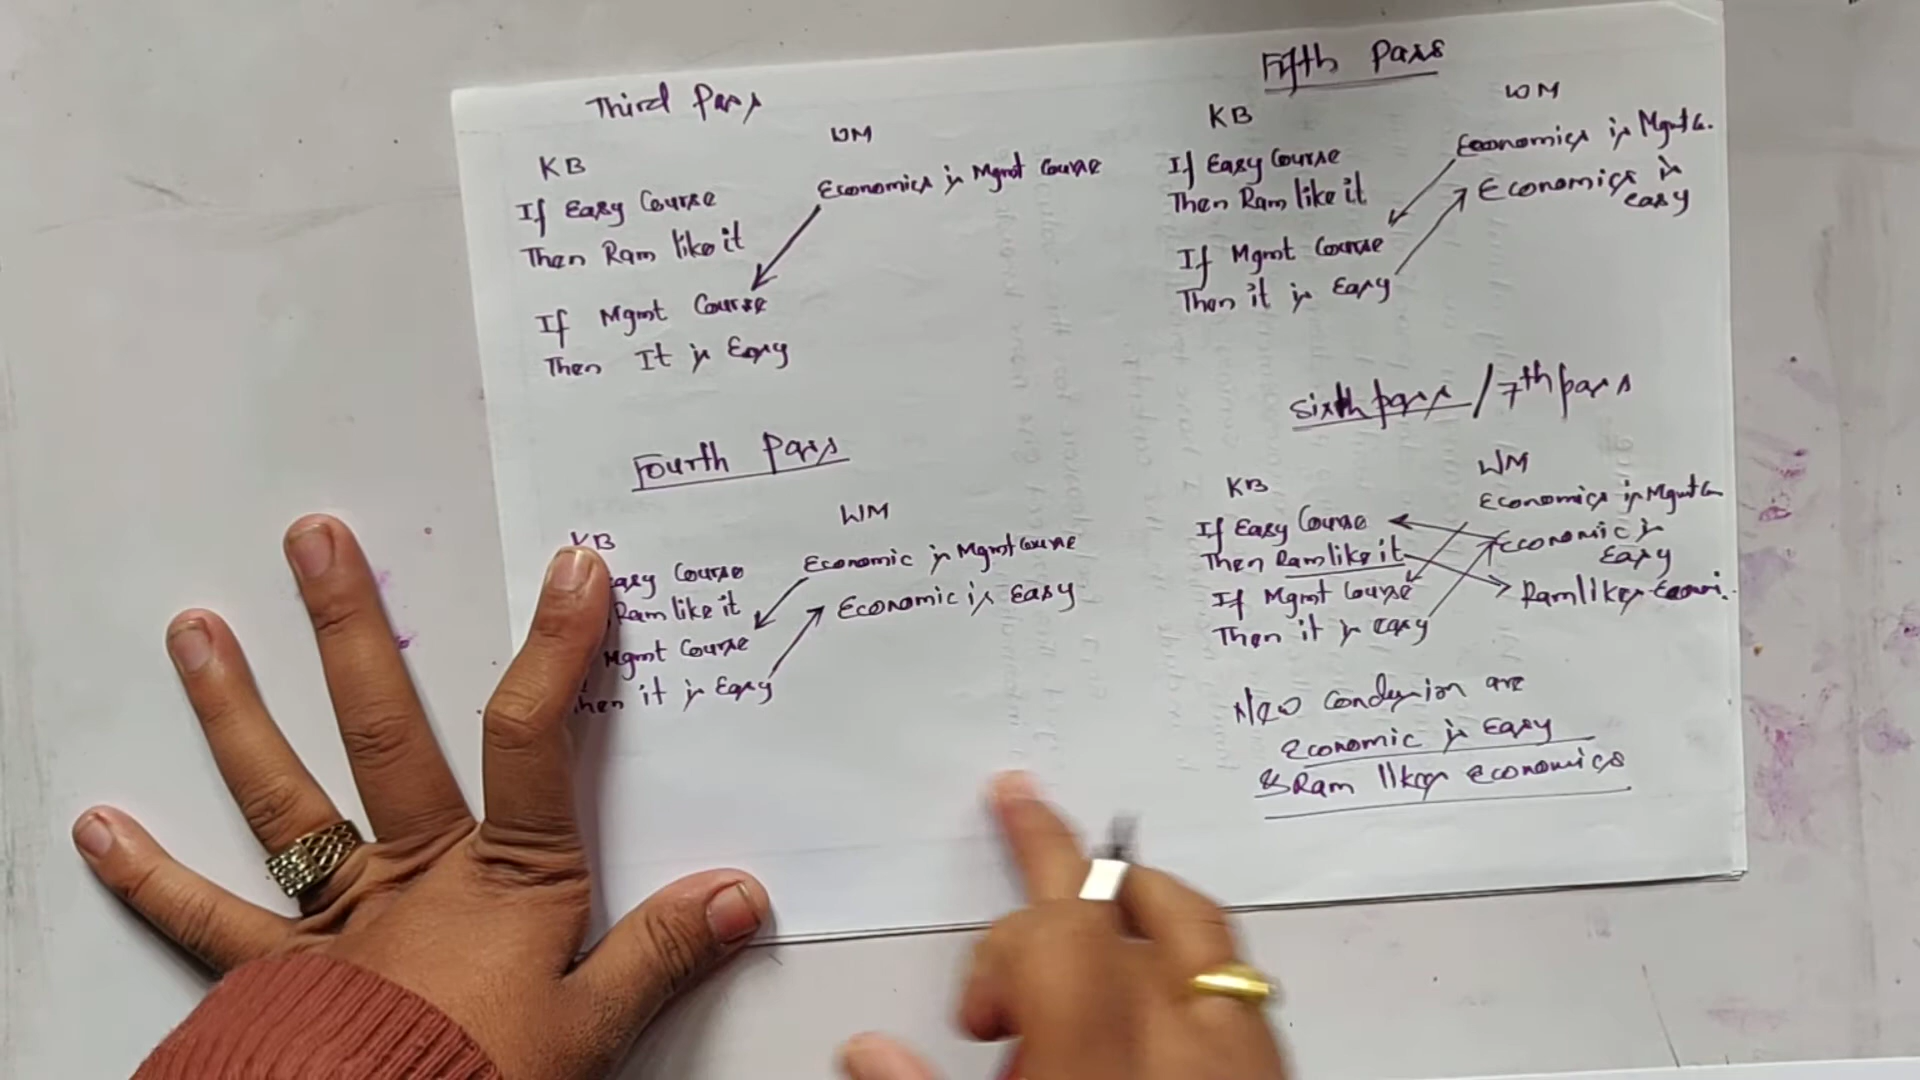 Third Pass
KB
WM
If Easy Course
Then Ram like it
If Mgmt Course
Then It is Easy
Economics is Mgmt Course
Fourth Pass
KB
WM
Easy Course
Ram like it
Mgmt Course
then it is Easy
Economic is Mgmt Course
Economic is Easy
Fifth Pass
KB
WM
If Easy Course
Then Ram like it
If Mgmt Course
Then it is Easy
Economics is Mgmt C.
Economics is
easy
Sixth pass / 7th pass
KB
WM
If Easy Course
Then Ram like it
If Mgmt Course
Then it is easy
Economics is Mgmt C
Economic is
Easy
Ram likes
New are
Economic is Easy
& Ram likes economics